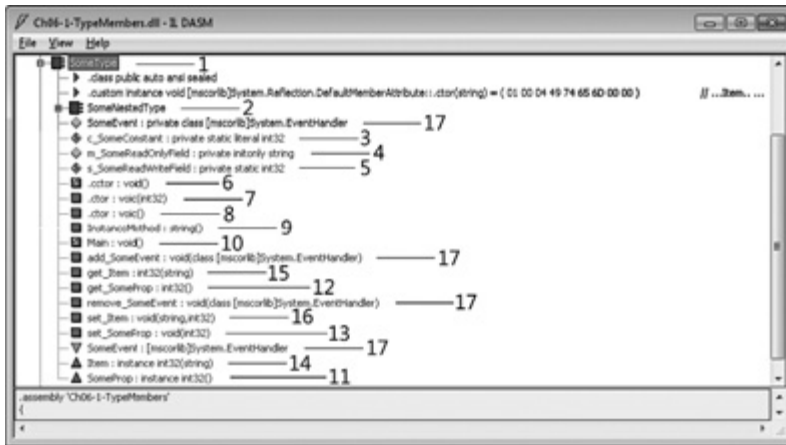 Ch06-1-TypeMembers.dll - IL DASM
File View Help
SomeType 1
.class public auto ansi sealed
.custom instance void [mscorlib]System.Reflection.DefaultMemberAttribute::.ctor(string) = ( 01 00 04 49 74 65 6D 00 00 ) // ...Item.. ...
SomeNestedType 2
SomeEvent : private class [mscorlib]System.EventHandler 17
c_SomeConstant : private static literal int32 3
m_SomeReadOnlyField : private initonly string 4
s_SomeReadWriteField : private static int32 5
.cctor : void() 6
.ctor : void(int32) 7
.ctor : void() 8
InstanceMethod : string() 9
Main : void() 10
add_SomeEvent : void(class [mscorlib]System.EventHandler) 17
get_Item : int32(string) 15
get_SomeProp : int32() 12
remove_SomeEvent : void(class [mscorlib]System.EventHandler) 17
set_Item : void(string,int32) 16
set_SomeProp : void(int32) 13
SomeEvent : [mscorlib]System.EventHandler 17
Item : instance int32(string) 14
SomeProp : instance int32() 11
.assembly 'Ch06-1-TypeMembers'
{